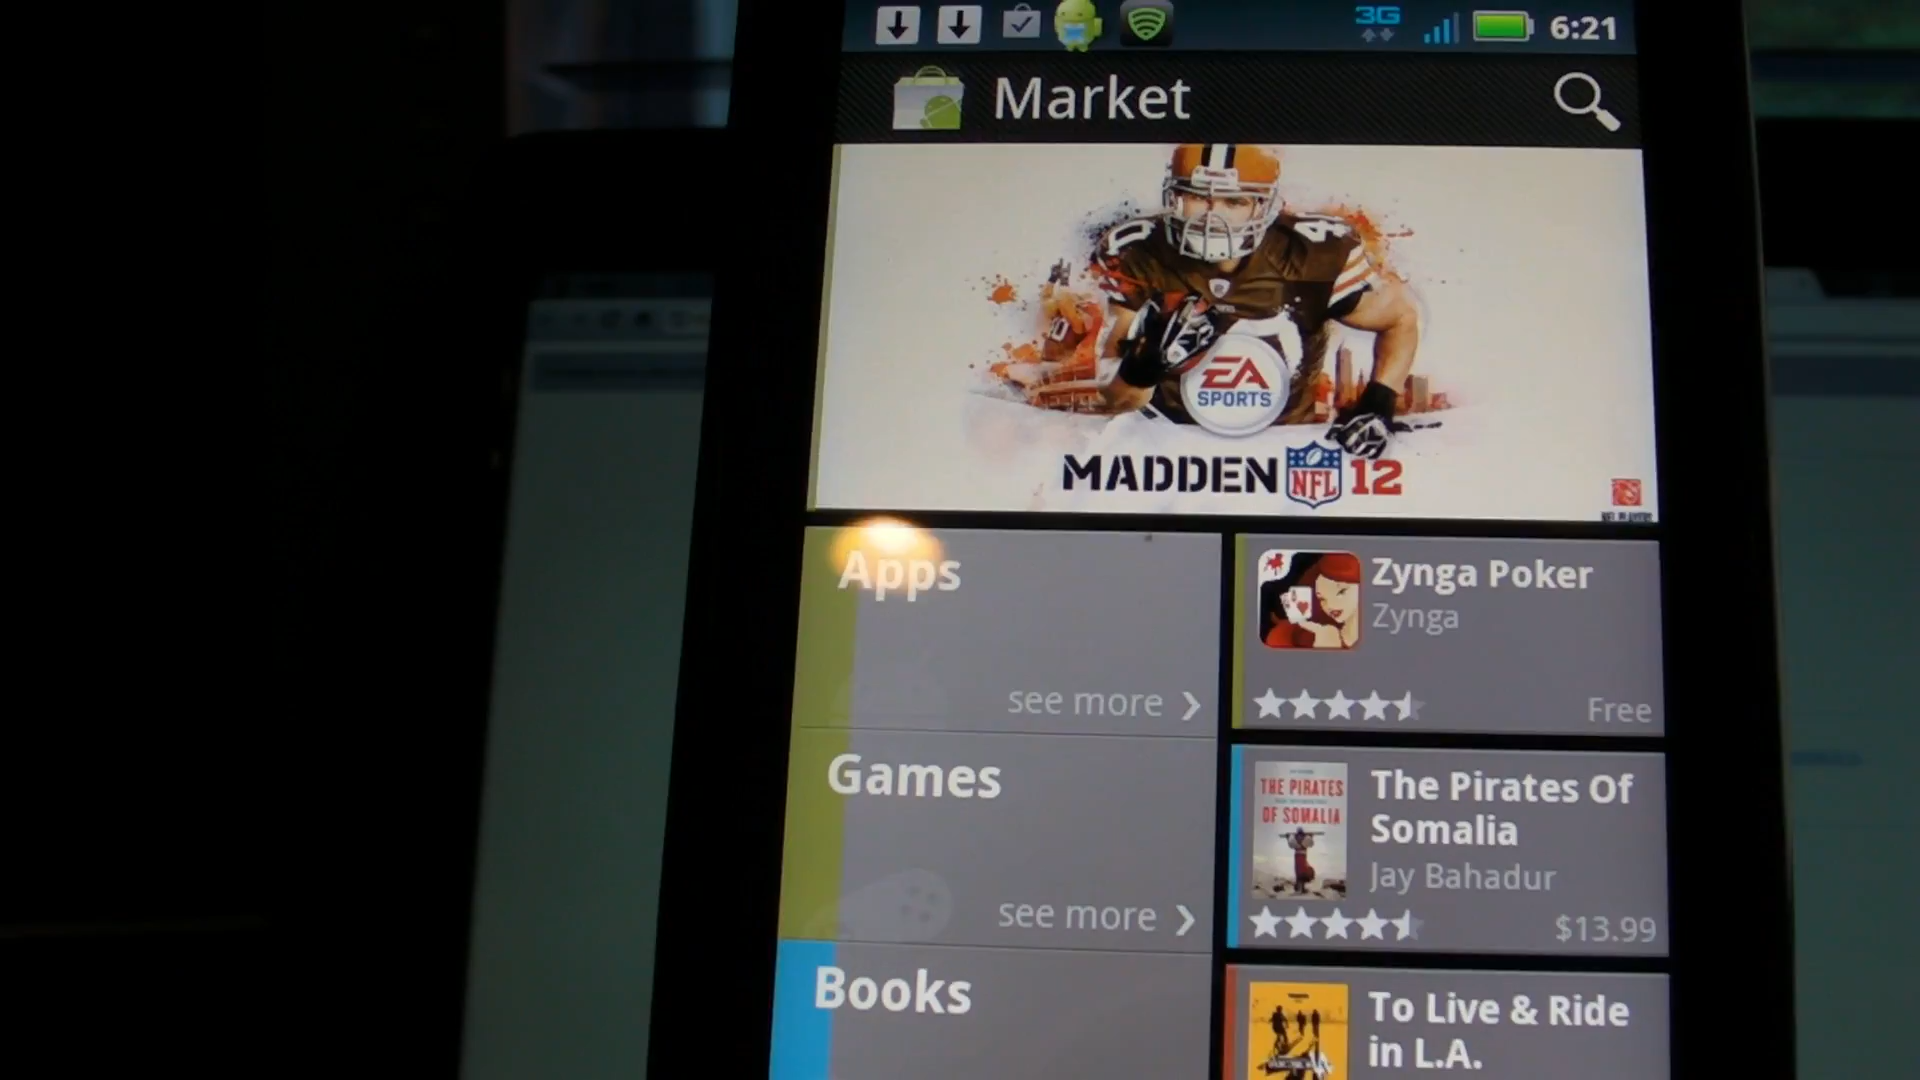 3G
6:21
Market
40
EA
SPORTS
MADDEN NFL 12
Apps
see more
Games
see more
Books
Zynga Poker
Zynga
Free
THE PIRATES
OF SOMALIA
The Pirates Of
Somalia
Jay Bahadur
$13.99
To Live & Ride
in L.A.